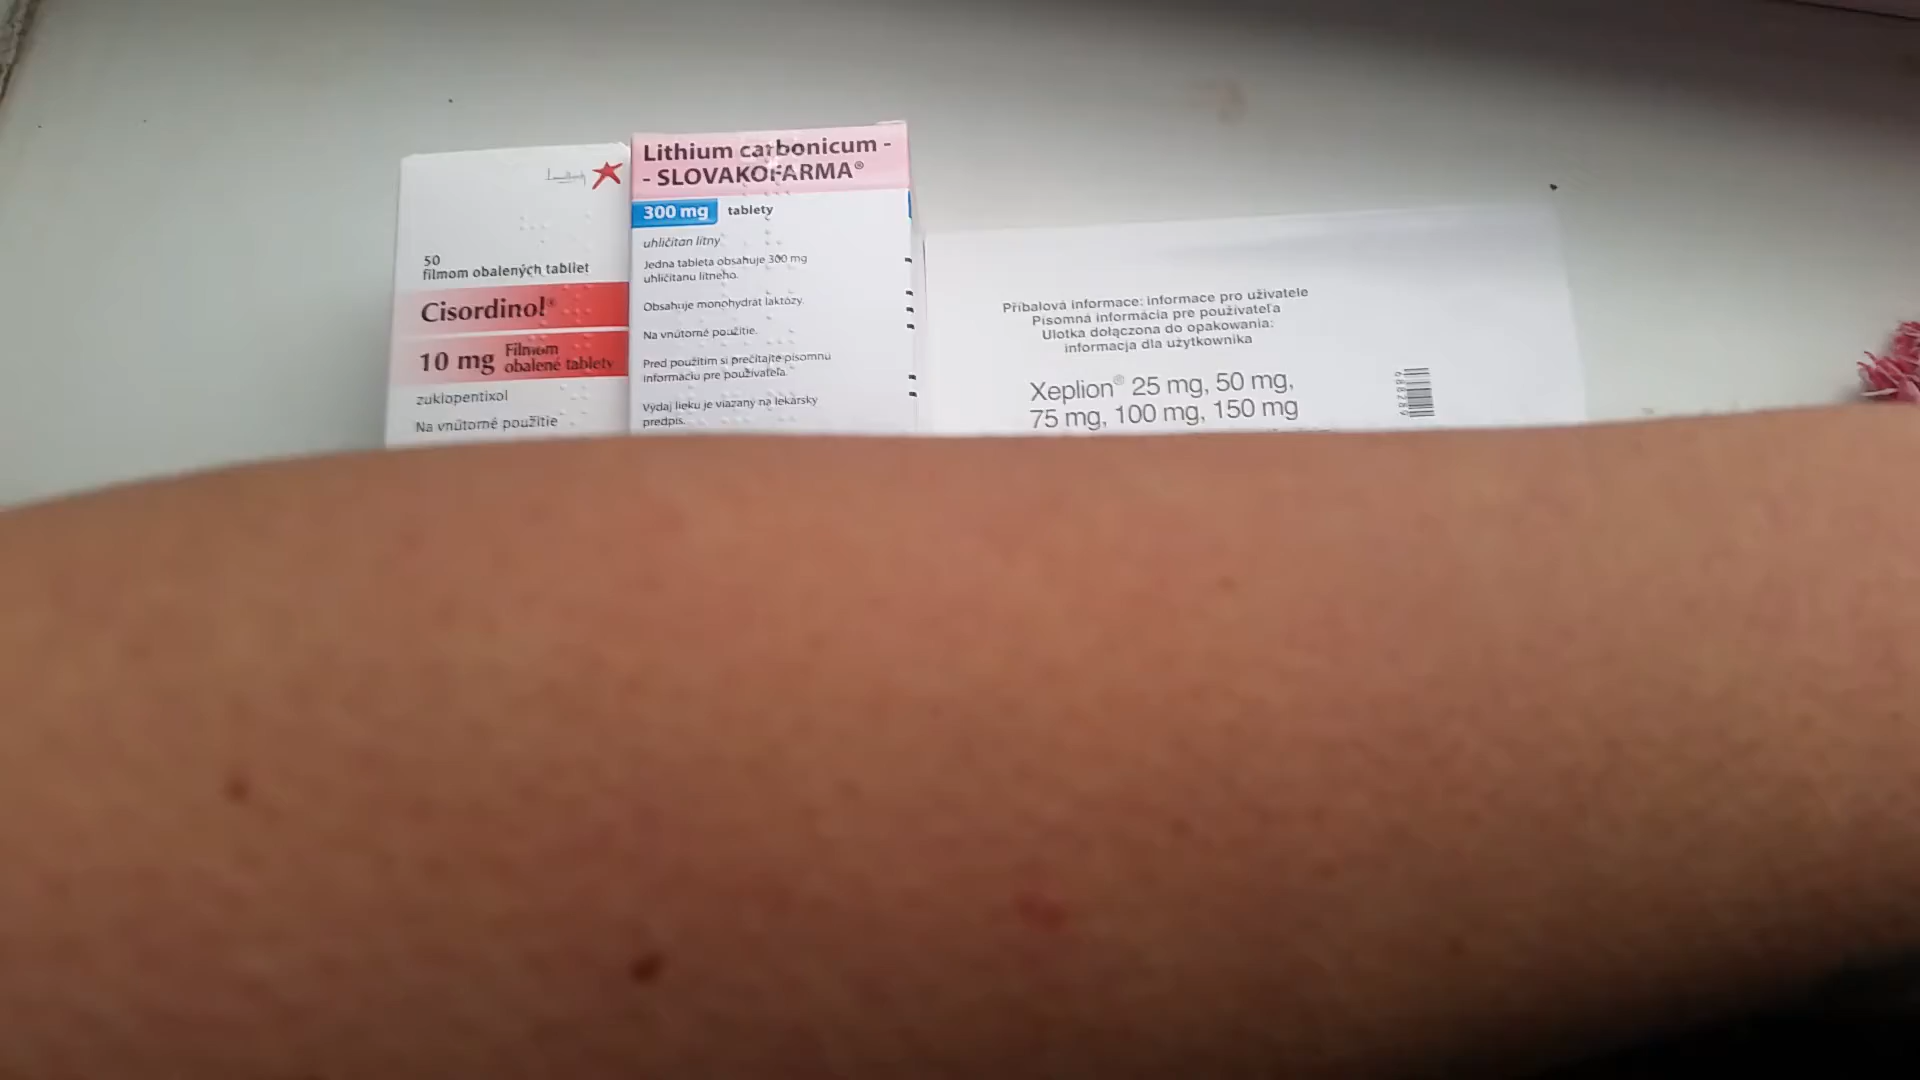 50
filmom obalených tabliet
Cisordinol®
10 mg Filmom
obalené tablety
zuklopentixol
Na vnútorné použitie
Lithium carbonicum -
- SLOVAKOFARMA®
300 mg tablety
uhličitan lítny
Jedna tableta obsahuje 300 mg
uhličitanu lítneho.
Obsahuje monohydrát laktózy.
Na vnútorné použitie.
Pred použitím si prečítajte písomnú
informáciu pre používateľa.
Výdaj lieku je viazaný na lekársky
predpis.
Příbalová informace: informace pro uživatele
Písomná informácia pre používateľa
Ulotka dołączona do opakowania:
informacja dla użytkownika
Xeplion® 25 mg, 50 mg,
75 mg, 100 mg, 150 mg